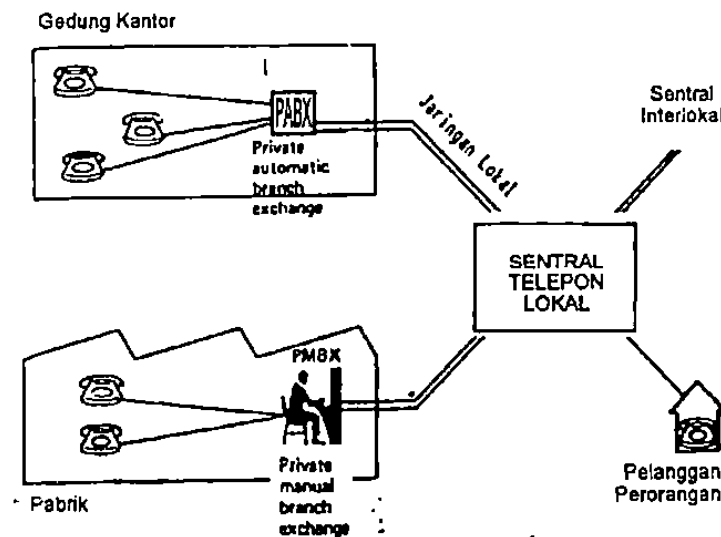 Gedung Kantor
PABX
Private
automatic
branch
exchange
Jaringan Lokal
Sentral
Interlokal
SENTRAL
TELEPON
LOKAL
PMBX
Private
manual
branch
exchange
Pabrik
Pelanggan
Perorangan